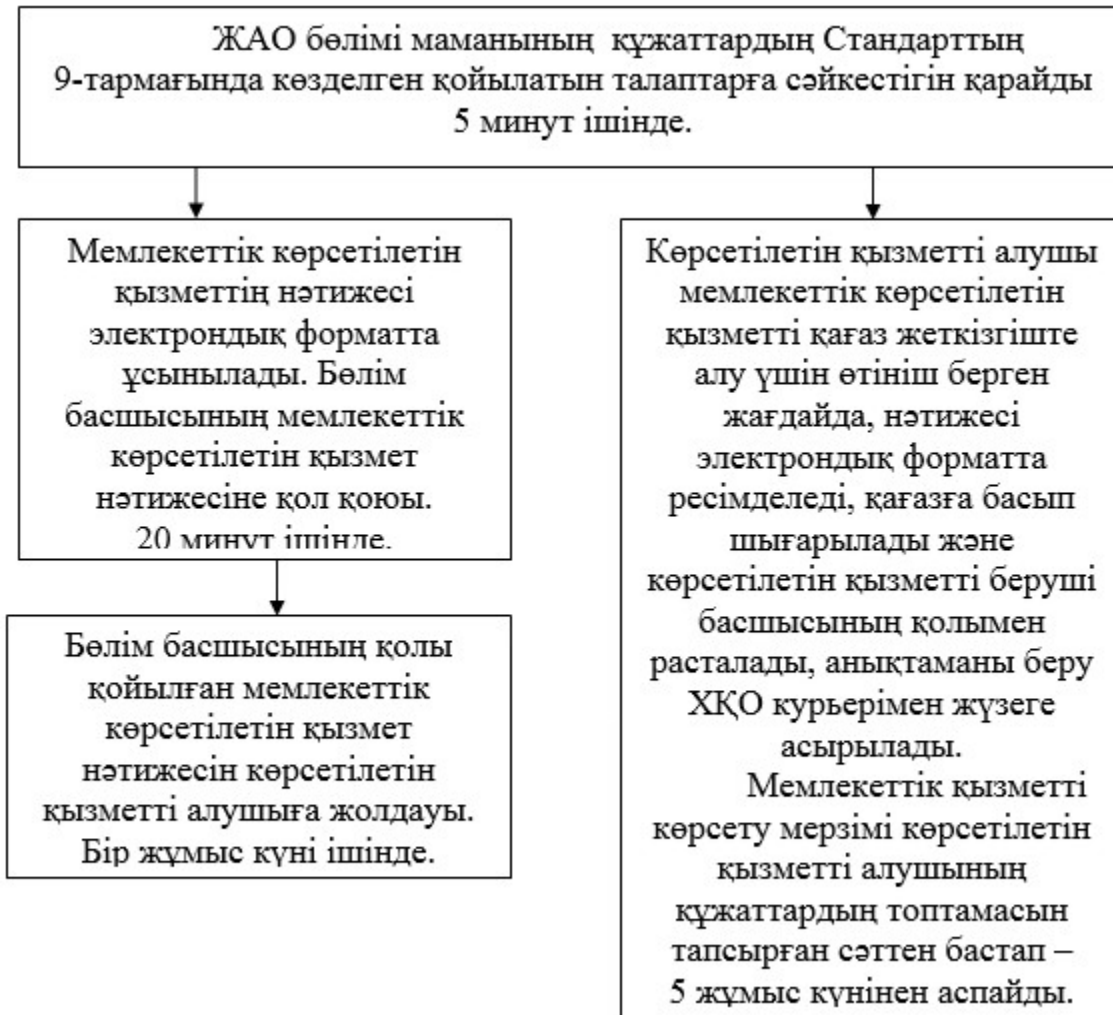 ЖАО бөлімі маманының құжаттардың Стандарттың
9-тармағында көзделген қойылатын талаптарға сәйкестігін қарайды
5 минут ішінде.
Мемлекеттік көрсетілетін
қызметтің нәтижесі
электрондық форматта
ұсынылады. Бөлім
басшысының мемлекеттік
көрсетілетін қызмет
нәтижесіне қол қоюы.
20 минут ішінде.
Бөлім басшысының қолы
қойылған мемлекеттік
көрсетілетін қызмет
нәтижесін көрсетілетін
қызметті алушыға жолдауы.
Бір жұмыс күні ішінде.
Көрсетілетін қызметті алушы
мемлекеттік көрсетілетін
қызметті қағаз жеткізгіште
алу үшін өтініш берген
жағдайда, нәтижесі
электрондық форматта
ресімделеді, қағазға басып
шығарылады және
көрсетілетін қызметті беруші
басшысының қолымен
расталады, анықтаманы беру
ХҚО курьерімен жүзеге
асырылады.
Мемлекеттік қызметті
көрсету мерзімі көрсетілетін
қызметті алушының
құжаттардың топтамасын
тапсырған сәттен бастап –
5 жұмыс күнінен аспайды.